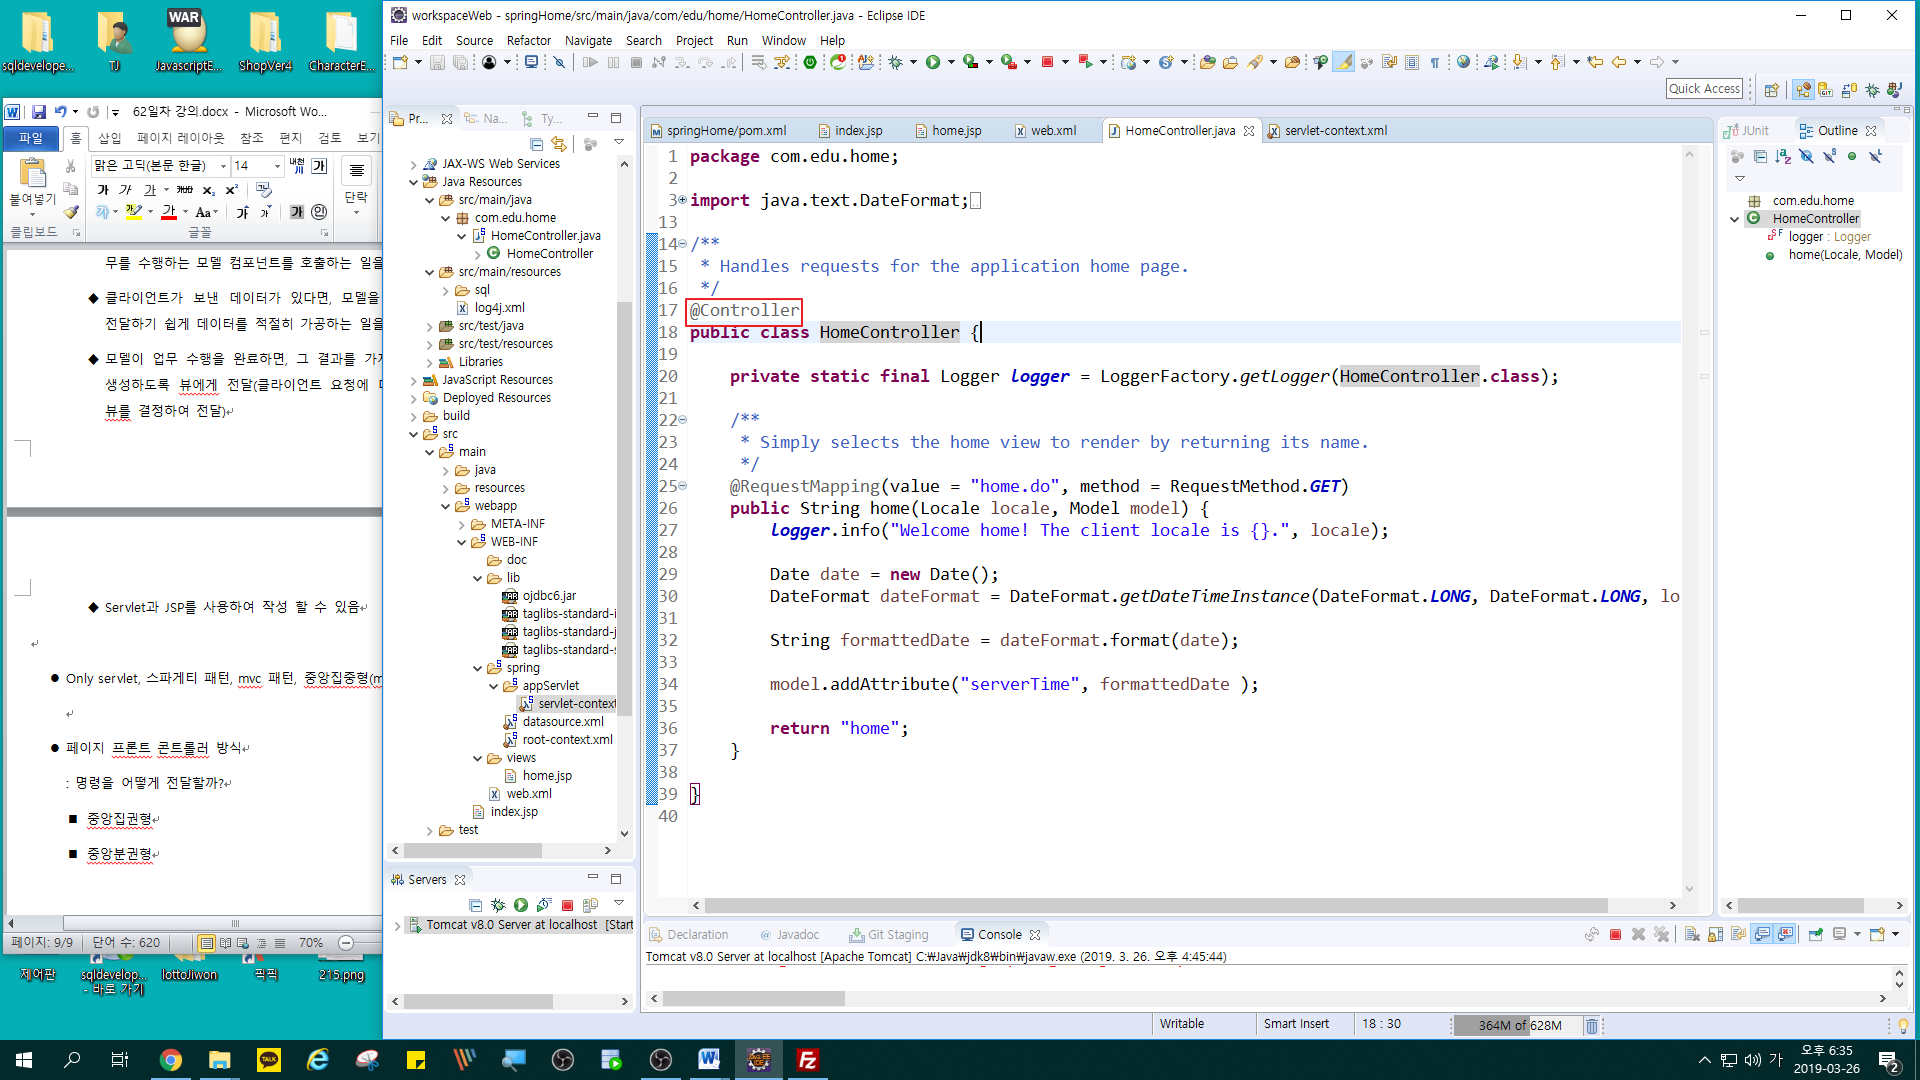 sqldevelope...
TJ
JavascriptE...
ShopVer4
CharacterE...
workspaceWeb - springHome/src/main/java/com/edu/home/HomeController.java - Eclipse IDE
File Edit Source Refactor Navigate Search Project Run Window Help
Quick Access
62일차 강의.docx - Microsoft Wo...
파일 홈 삽입 페이지 레이아웃 참조 편지 검토 보기
맑은 고딕(본문 한글) 14
붙여넣기
단락
클립보드 글꼴
무를 수행하는 모델 컴포넌트를 호출하는 일을
◆ 클라이언트가 보낸 데이터가 있다면, 모델을
전달하기 쉽게 데이터를 적절히 가공하는 일을
◆ 모델이 업무 수행을 완료하면, 그 결과를 가져
생성하도록 뷰에게 전달(클라이언트 요청에 대
뷰를 결정하여 전달)
◆ Servlet과 JSP를 사용하여 작성 할 수 있음
● Only servlet, 스파게티 패턴, mvc 패턴, 중앙집중형(m
● 페이지 프론트 콘트롤러 방식
: 명령을 어떻게 전달할까?
■ 중앙집권형
■ 중앙분권형
페이지: 9/9 단어 수: 620 70%
제어판
sqldevelop... - 바로 가기
lottoJiwon
픽픽
215.png
Pr... Na... Ty...
JAX-WS Web Services
Java Resources
src/main/java
com.edu.home
HomeController.java
HomeController
src/main/resources
sql
log4j.xml
src/test/java
src/test/resources
Libraries
JavaScript Resources
Deployed Resources
build
src
main
java
resources
webapp
META-INF
WEB-INF
doc
lib
ojdbc6.jar
taglibs-standard-i
taglibs-standard-j
taglibs-standard-s
spring
appServlet
servlet-context
datasource.xml
root-context.xml
views
home.jsp
web.xml
index.jsp
test
Servers
Tomcat v8.0 Server at localhost [Start
springHome/pom.xml index.jsp home.jsp web.xml HomeController.java servlet-context.xml
1 package com.edu.home;
2
3 import java.text.DateFormat;
13
14 /**
15 * Handles requests for the application home page.
16 */
17 @Controller
18 public class HomeController {
19
20 private static final Logger logger = LoggerFactory.getLogger(HomeController.class);
21
22 /**
23 * Simply selects the home view to render by returning its name.
24 */
25 @RequestMapping(value = "home.do", method = RequestMethod.GET)
26 public String home(Locale locale, Model model) {
27 logger.info("Welcome home! The client locale is {}.", locale);
28
29 Date date = new Date();
30 DateFormat dateFormat = DateFormat.getDateTimeInstance(DateFormat.LONG, DateFormat.LONG, lo
31
32 String formattedDate = dateFormat.format(date);
33
34 model.addAttribute("serverTime", formattedDate );
35
36 return "home";
37 }
38
39 }
40
JUnit Outline
com.edu.home
HomeController
logger : Logger
home(Locale, Model)
Declaration Javadoc Git Staging Console
Tomcat v8.0 Server at localhost [Apache Tomcat] C:₩Java₩jdk8₩bin₩javaw.exe (2019. 3. 26. 오후 4:45:44)
Writable Smart Insert 18 : 30 364M of 628M
가 오후 6:35
2019-03-26
2